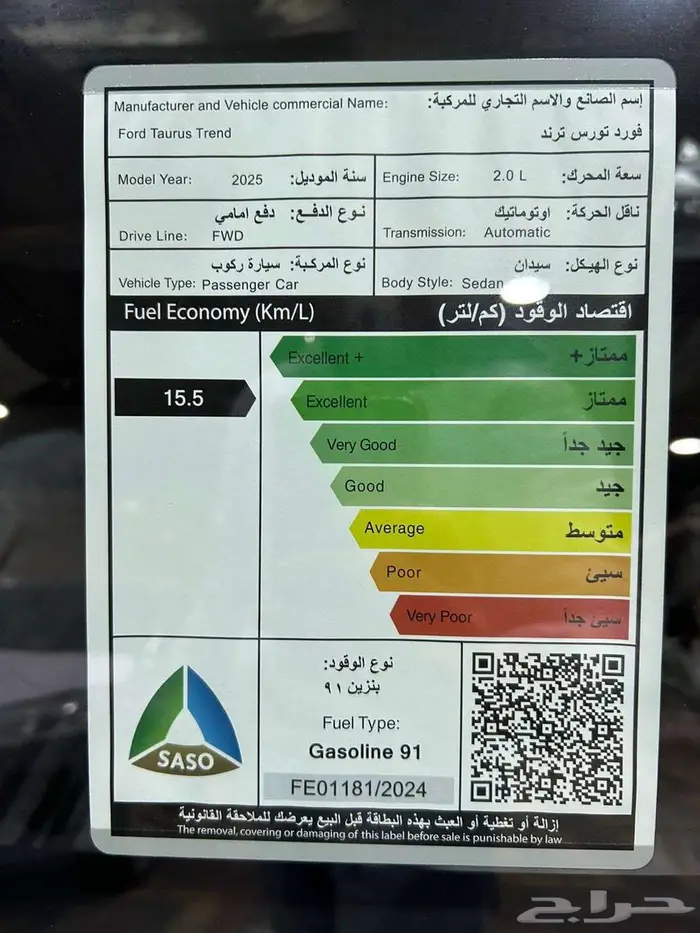 Manufacturer and Vehicle commercial Name: إسم الصانع والاسم التجاري للمركبة:
Ford Taurus Trend فورد تورس ترند
Model Year: 2025 سنة الموديل:
Engine Size: 2.0 L سعة المحرك:
نوع الدفع: دفع امامي
Drive Line: FWD
ناقل الحركة: اوتوماتيك
Transmission: Automatic
نوع المركبة: سيارة ركوب
Vehicle Type: Passenger Car
نوع الهيكل: سيدان
Body Style: Sedan
Fuel Economy (Km/L) اقتصاد الوقود (كم/لتر)
15.5
Excellent + ممتاز+
Excellent ممتاز
Very Good جيد جداً
Good جيد
Average متوسط
Poor سيئ
Very Poor سيئ جداً
SASO
نوع الوقود:
بنزين ٩١
Fuel Type:
Gasoline 91
FE01181/2024
إزالة أو تغطية أو العبث بهذه البطاقة قبل البيع يعرضك للملاحقة القانونية
The removal, covering or damaging of this label before sale is punishable by law
حراج